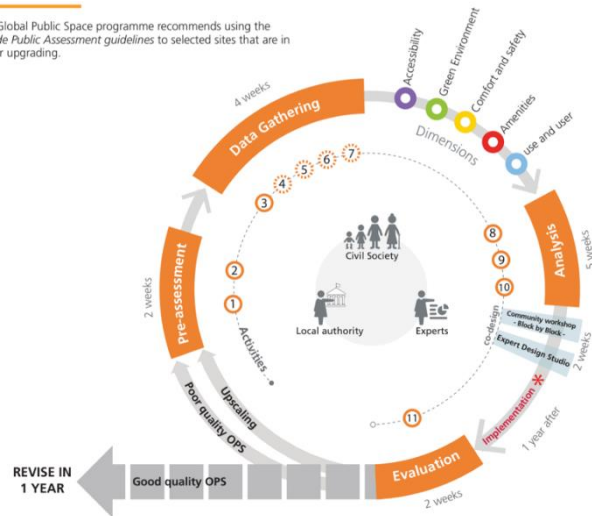 Global Public Space programme recommends using the
de Public Assessment guidelines to selected sites that are in
r upgrading.
4 weeks
Data Gathering
Accessibility
Green Environment
Comfort and safety
Amenities
use and user
Dimensions
3
4
5
6
7
8
9
10
Analysis
5 weeks
2
1
Pre-assessment
2 weeks
Civil Society
Local authority
Experts
Activities
co-design
Community workshop
- Block by Block -
Expert Design Studio
2 weeks
Implementation *
1 year after
11
Upscaling
Poor quality OPS
Evaluation
2 weeks
REVISE IN
1 YEAR
Good quality OPS